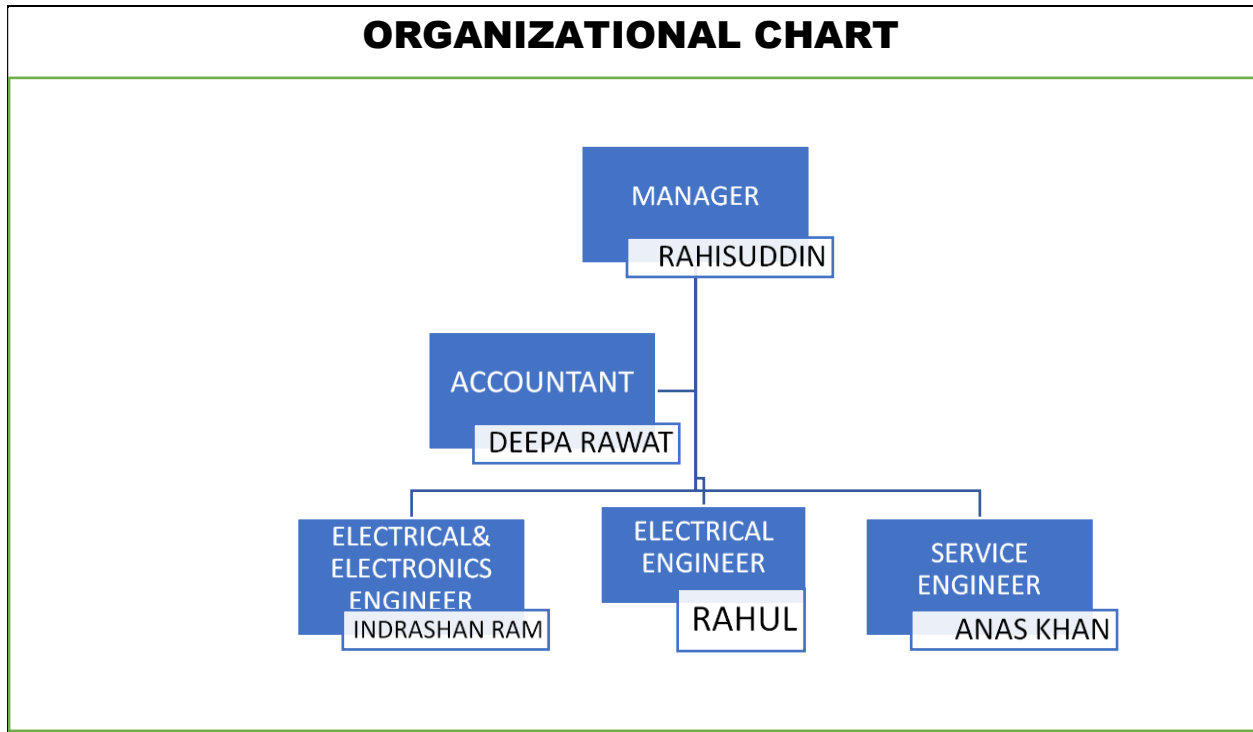 ORGANIZATIONAL CHART
MANAGER
RAHISUDDIN
ACCOUNTANT
DEEPA RAWAT
ELECTRICAL&
ELECTRONICS
ENGINEER
INDRASHAN RAM
ELECTRICAL
ENGINEER
RAHUL
SERVICE
ENGINEER
ANAS KHAN